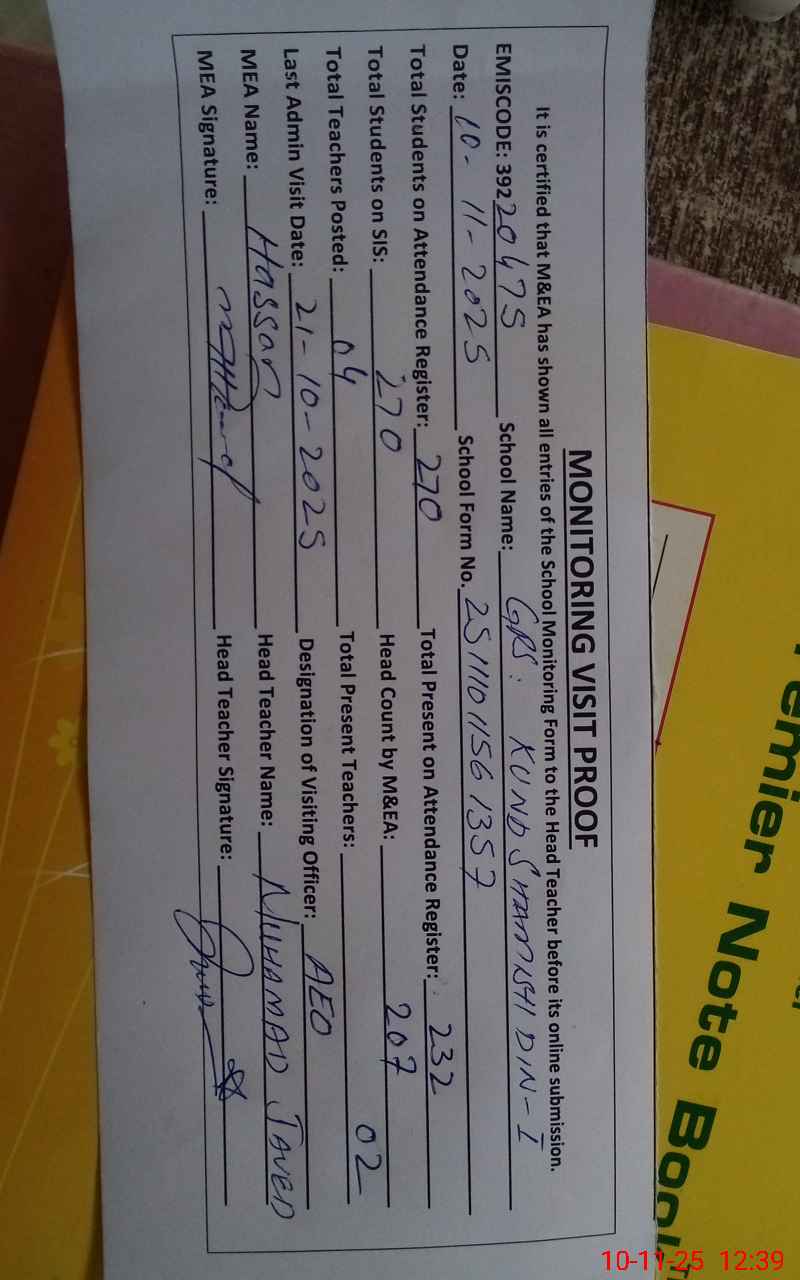 MONITORING VISIT PROOF
It is certified that M&EA has shown all entries of the School Monitoring Form to the Head Teacher before its online submission.
EMISCODE: 39220475 School Name: GPS: KUND SHAMISHI DIN-I
Date: 10-11-2025 School Form No. 2511101561357
Total Students on Attendance Register: 270 Total Present on Attendance Register: 232
Total Students on SIS: 270 Head Count by M&EA: 207
Total Teachers Posted: 04 Total Present Teachers: 02
Last Admin Visit Date: 21-10-2025 Designation of Visiting Officer: AEO
MEA Name: Hassan Head Teacher Name: MUHAMAD JAVED
MEA Signature: Head Teacher Signature:
emier Note Book
10-11-25 12:39